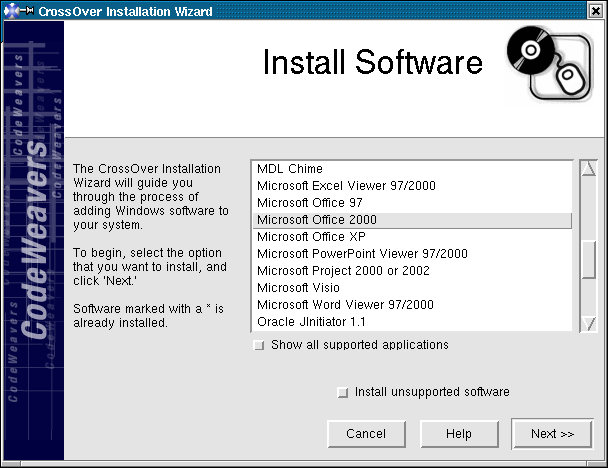 CrossOver Installation Wizard
Install Software
CodeWeavers
CodeWeavers
CodeWeavers
CodeWeavers
CodeWeavers
The CrossOver Installation
Wizard will guide you
through the process of
adding Windows software to
your system.
To begin, select the option
that you want to install, and
click 'Next.'
Software marked with a * is
already installed.
MDL Chime
Microsoft Excel Viewer 97/2000
Microsoft Office 97
Microsoft Office 2000
Microsoft Office XP
Microsoft PowerPoint Viewer 97/2000
Microsoft Project 2000 or 2002
Microsoft Visio
Microsoft Word Viewer 97/2000
Oracle JInitiator 1.1
Show all supported applications
Install unsupported software
Cancel
Help
Next >>